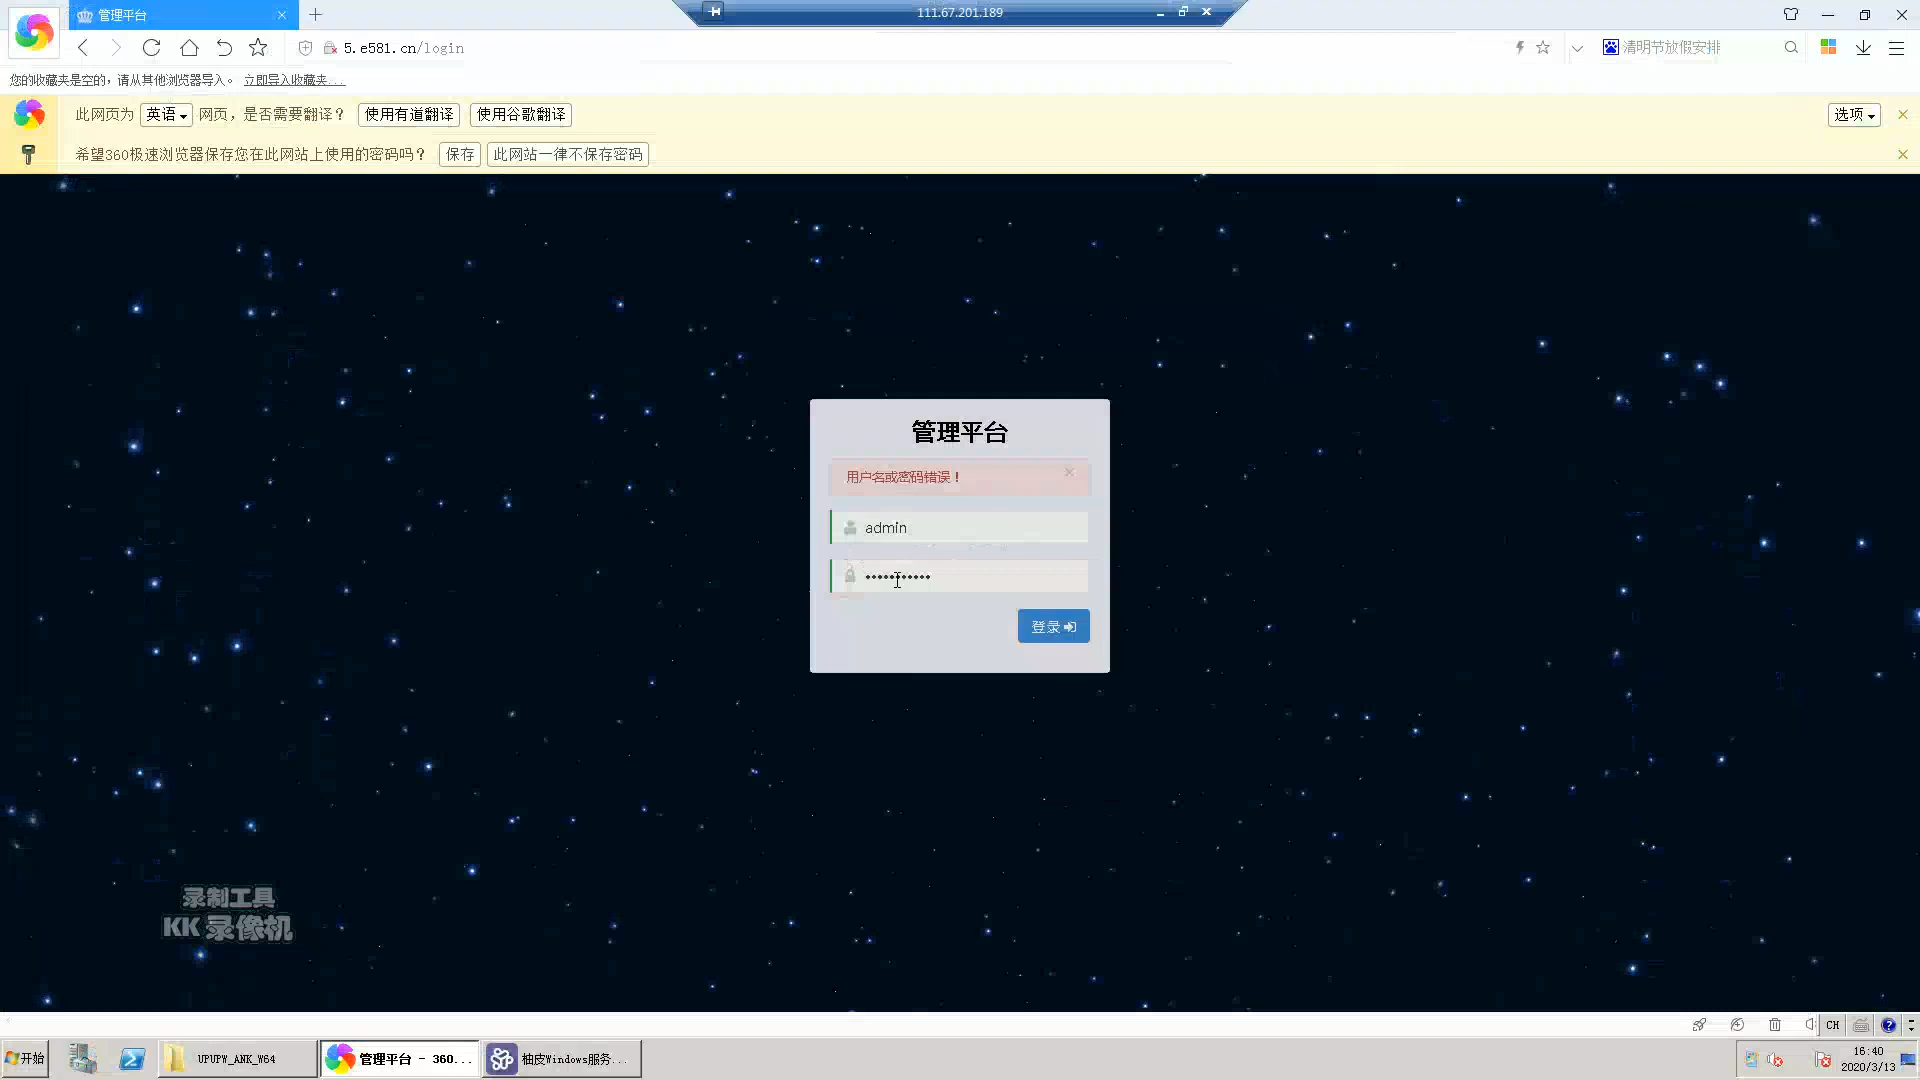 管理平台
111.67.201.189
5.e581.cn/login
清明节放假安排
您的收藏夹是空的，请从其他浏览器导入。 立即导入收藏夹...
此网页为 英语 网页，是否需要翻译？ 使用有道翻译 使用谷歌翻译 选项
希望360极速浏览器保存您在此网站上使用的密码吗？ 保存 此网站一律不保存密码
管理平台
用户名或密码错误！
admin
•••••••••••
登录
录制工具
KK 录像机
CH
开始 UPUPW_ANK_W64 管理平台 - 360... 柚皮Windows服务...
16:40
2020/3/13